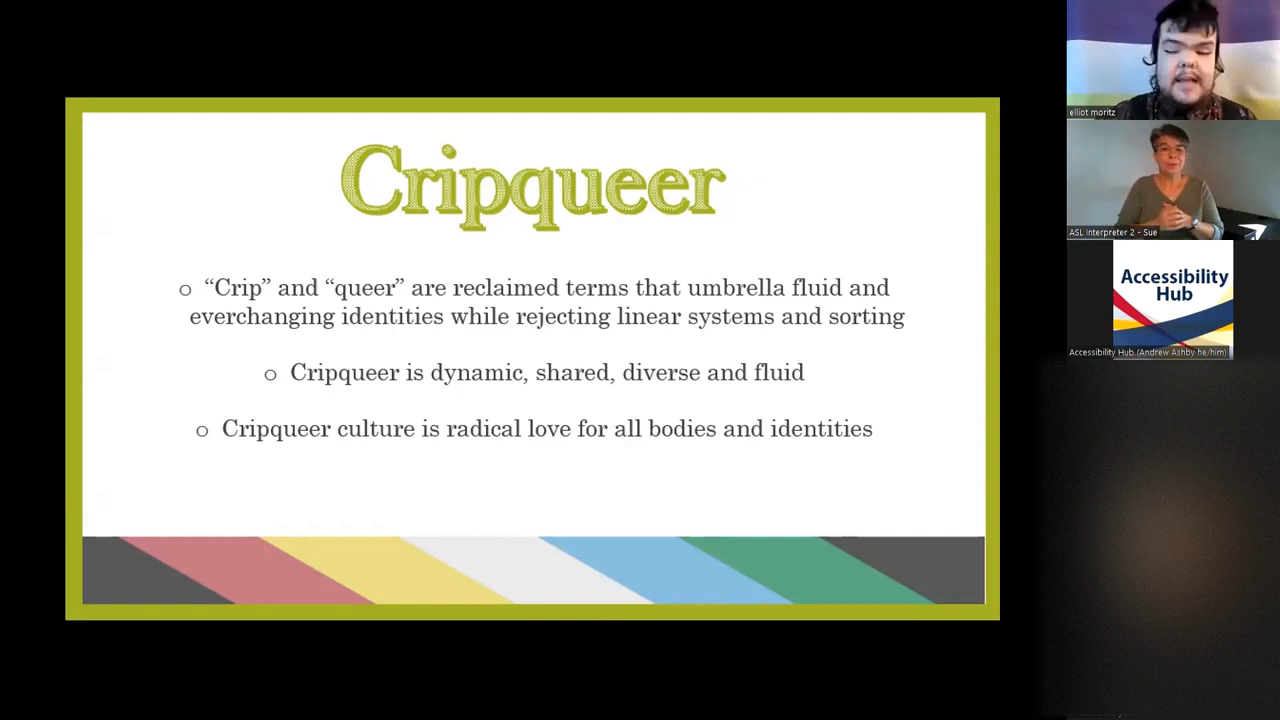 Cripqueer
o “Crip” and “queer” are reclaimed terms that umbrella fluid and
everchanging identities while rejecting linear systems and sorting
o Cripqueer is dynamic, shared, diverse and fluid
o Cripqueer culture is radical love for all bodies and identities
elliot moritz
ASL Interpreter 2 - Sue
Accessibility
Hub
Accessibility Hub (Andrew Ashby he/him)